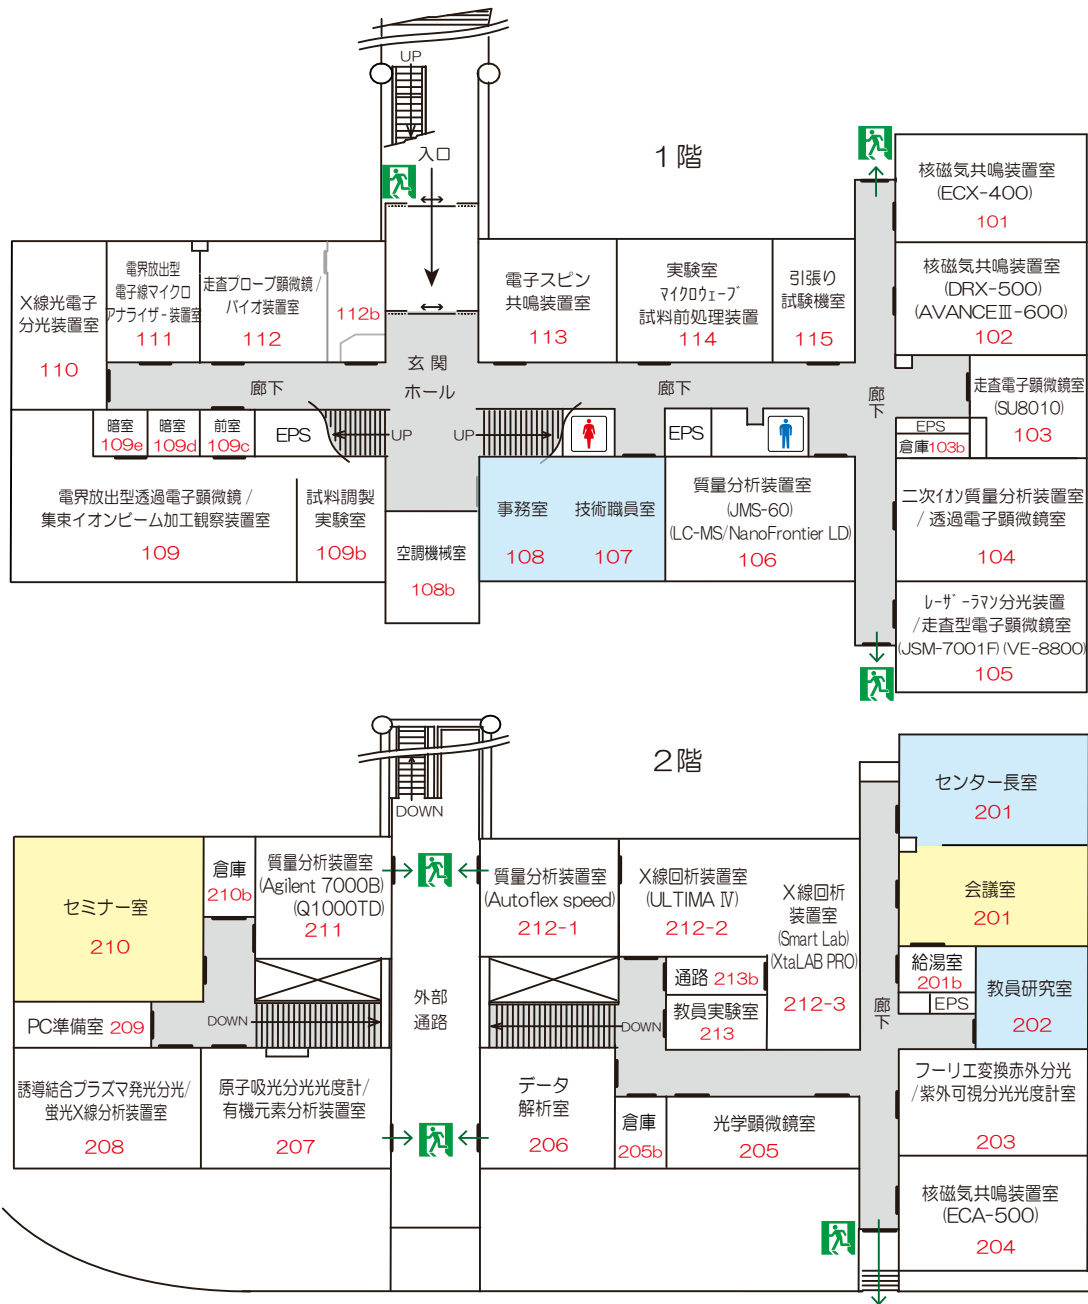 UP
入口
1階
核磁気共鳴装置室
(ECX-400)
101
核磁気共鳴装置室
(DRX-500)
(AVANCEⅢ-600)
102
X線光電子
分光装置室
110
電界放出型
電子線マイクロ
アナライザ-装置室
111
走査プローブ顕微鏡/
バイオ装置室
112
112b
電子スピン
共鳴装置室
113
実験室
マイクロウェーブ
試料前処理装置
114
引張り
試験機室
115
玄関
ホール
廊下
廊下
廊下
走査電子顕微鏡室
(SU8010)
103
EPS
倉庫103b
暗室
109e
暗室
109d
前室
109c
EPS
UP
UP
EPS
電界放出型透過電子顕微鏡/
集束イオンビーム加工観察装置室
109
試料調製
実験室
109b
空調機械室
108b
事務室
108
技術職員室
107
質量分析装置室
(JMS-60)
(LC-MS/NanoFrontier LD)
106
二次イオン質量分析装置室
/透過電子顕微鏡室
104
レーザーラマン分光装置
/走査型電子顕微鏡室
(JSM-7001F)(VE-8800)
105
2階
DOWN
センター長室
201
会議室
201
セミナー室
210
倉庫
210b
質量分析装置室
(Agilent 7000B)
(Q1000TD)
211
質量分析装置室
(Autoflex speed)
212-1
X線回析装置室
(ULTIMA Ⅳ)
212-2
X線回析
装置室
(Smart Lab)
(XtaLAB PRO)
212-3
給湯室
201b
EPS
教員研究室
202
通路 213b
教員実験室
213
外部
通路
廊下
PC準備室 209
DOWN
DOWN
誘導結合プラズマ発光分光/
蛍光X線分析装置室
208
原子吸光分光光度計/
有機元素分析装置室
207
データ
解析室
206
倉庫
205b
光学顕微鏡室
205
フーリエ変換赤外分光
/紫外可視分光光度計室
203
核磁気共鳴装置室
(ECA-500)
204